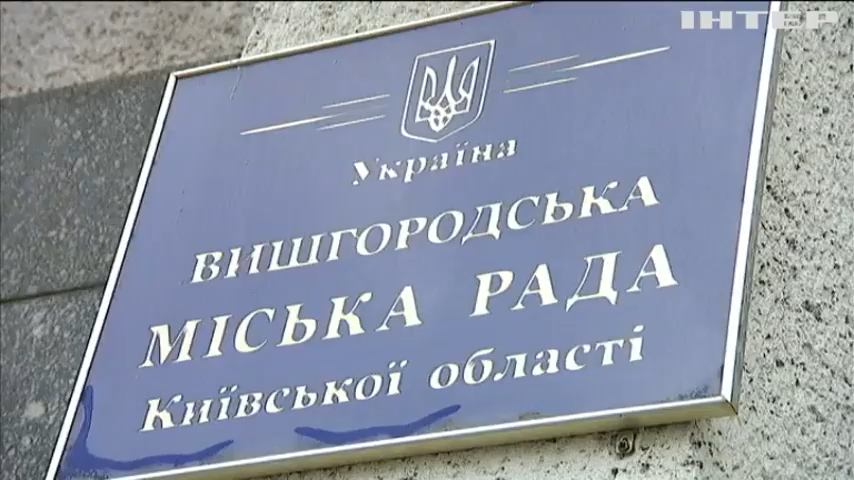 ІНТЕР
Україна
ВИШГОРОДСЬКА
МІСЬКА РАДА
Київської області